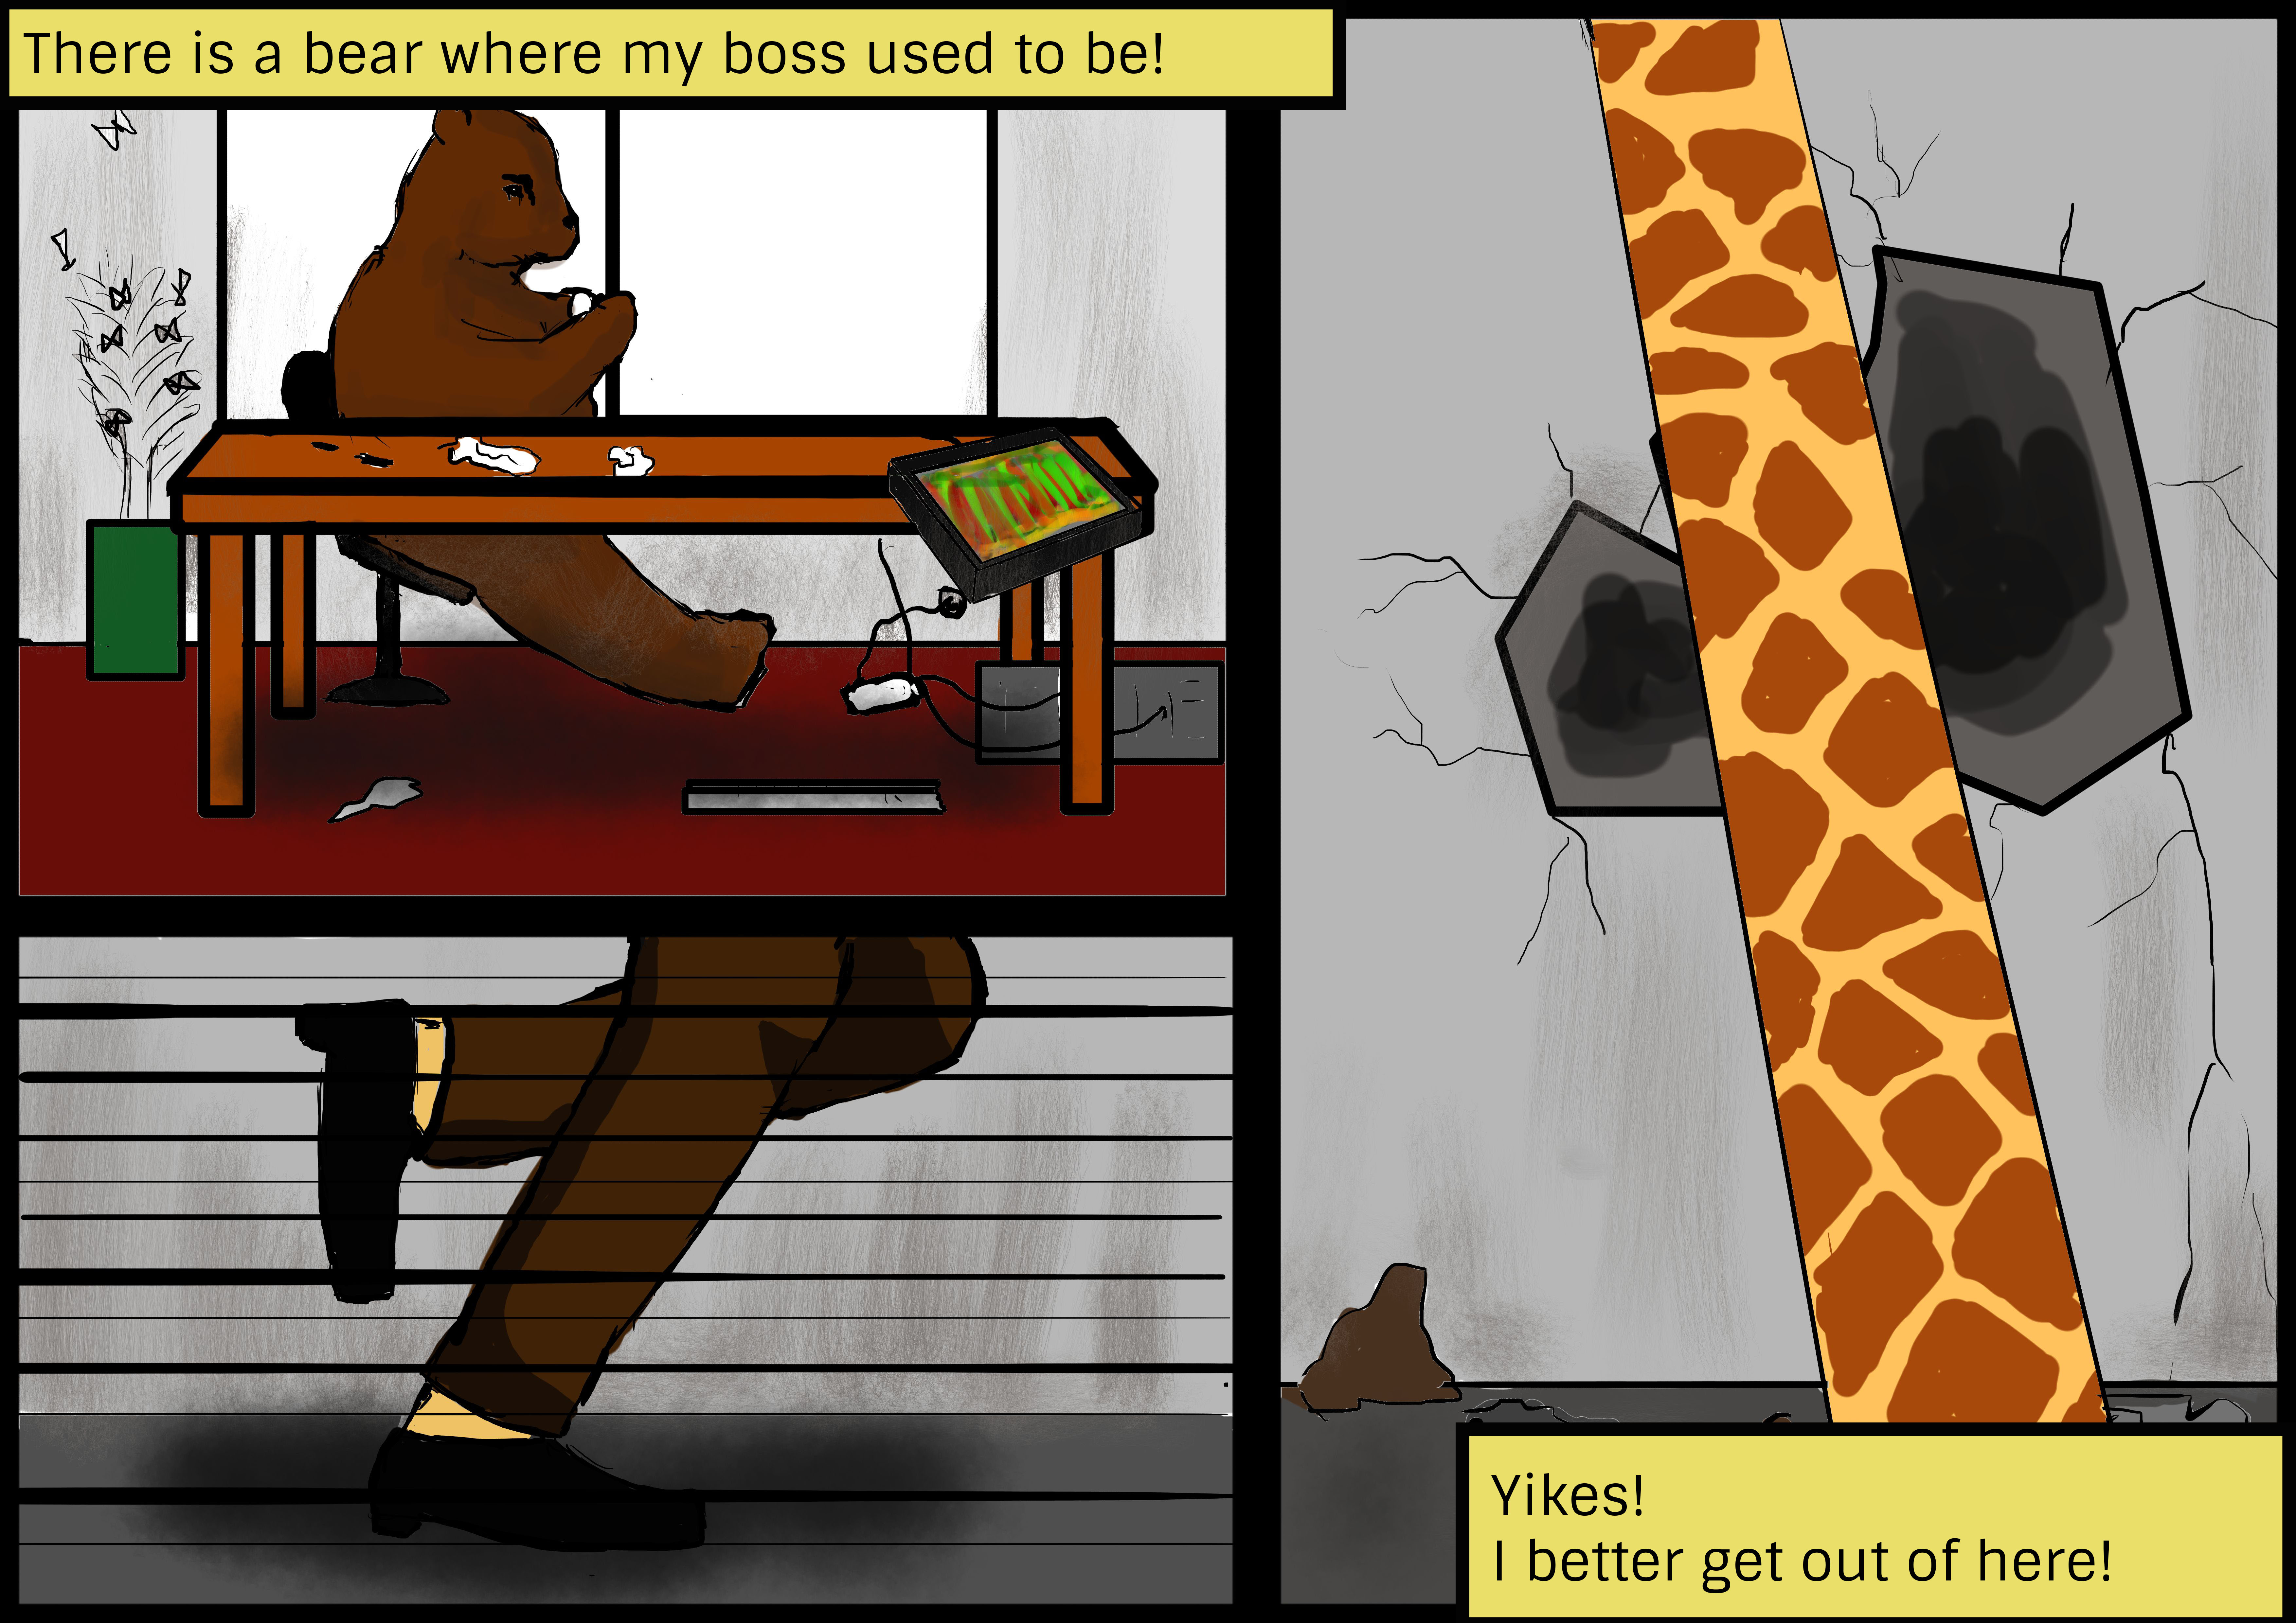 There is a bear where my boss used to be!
Yikes!
I better get out of here!